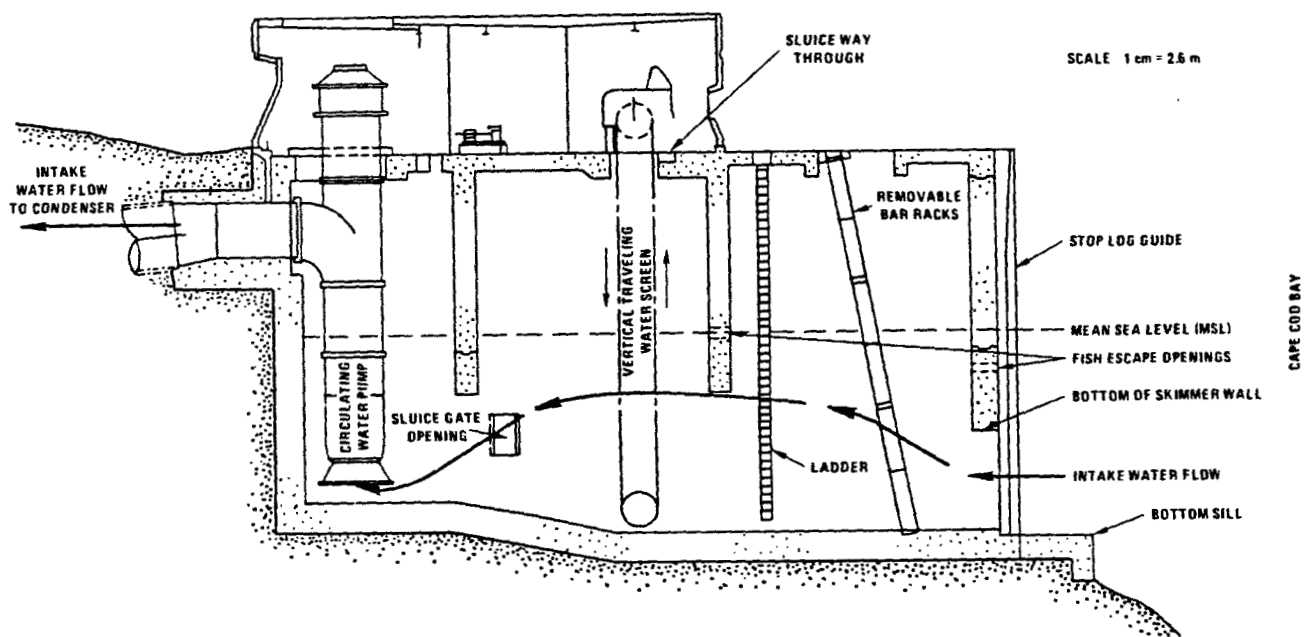 SLUICE WAY
THROUGH
SCALE 1 cm = 2.6 m
INTAKE
WATER FLOW
TO CONDENSER
REMOVABLE
BAR RACKS
STOP LOG GUIDE
VERTICAL TRAVELING
WATER SCREEN
MEAN SEA LEVEL (MSL)
FISH ESCAPE OPENINGS
CAPE COD BAY
CIRCULATING
WATER PUMP
BOTTOM OF SKIMMER WALL
SLUICE GATE
OPENING
LADDER
INTAKE WATER FLOW
BOTTOM SILL